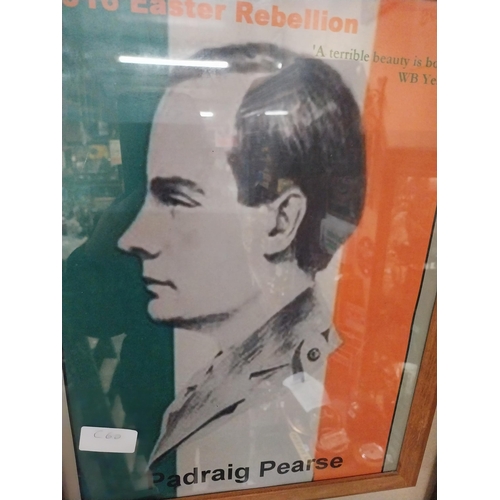 916 Easter Rebellion
'A terrible beauty is bo
WB Ye
Padraig Pearse